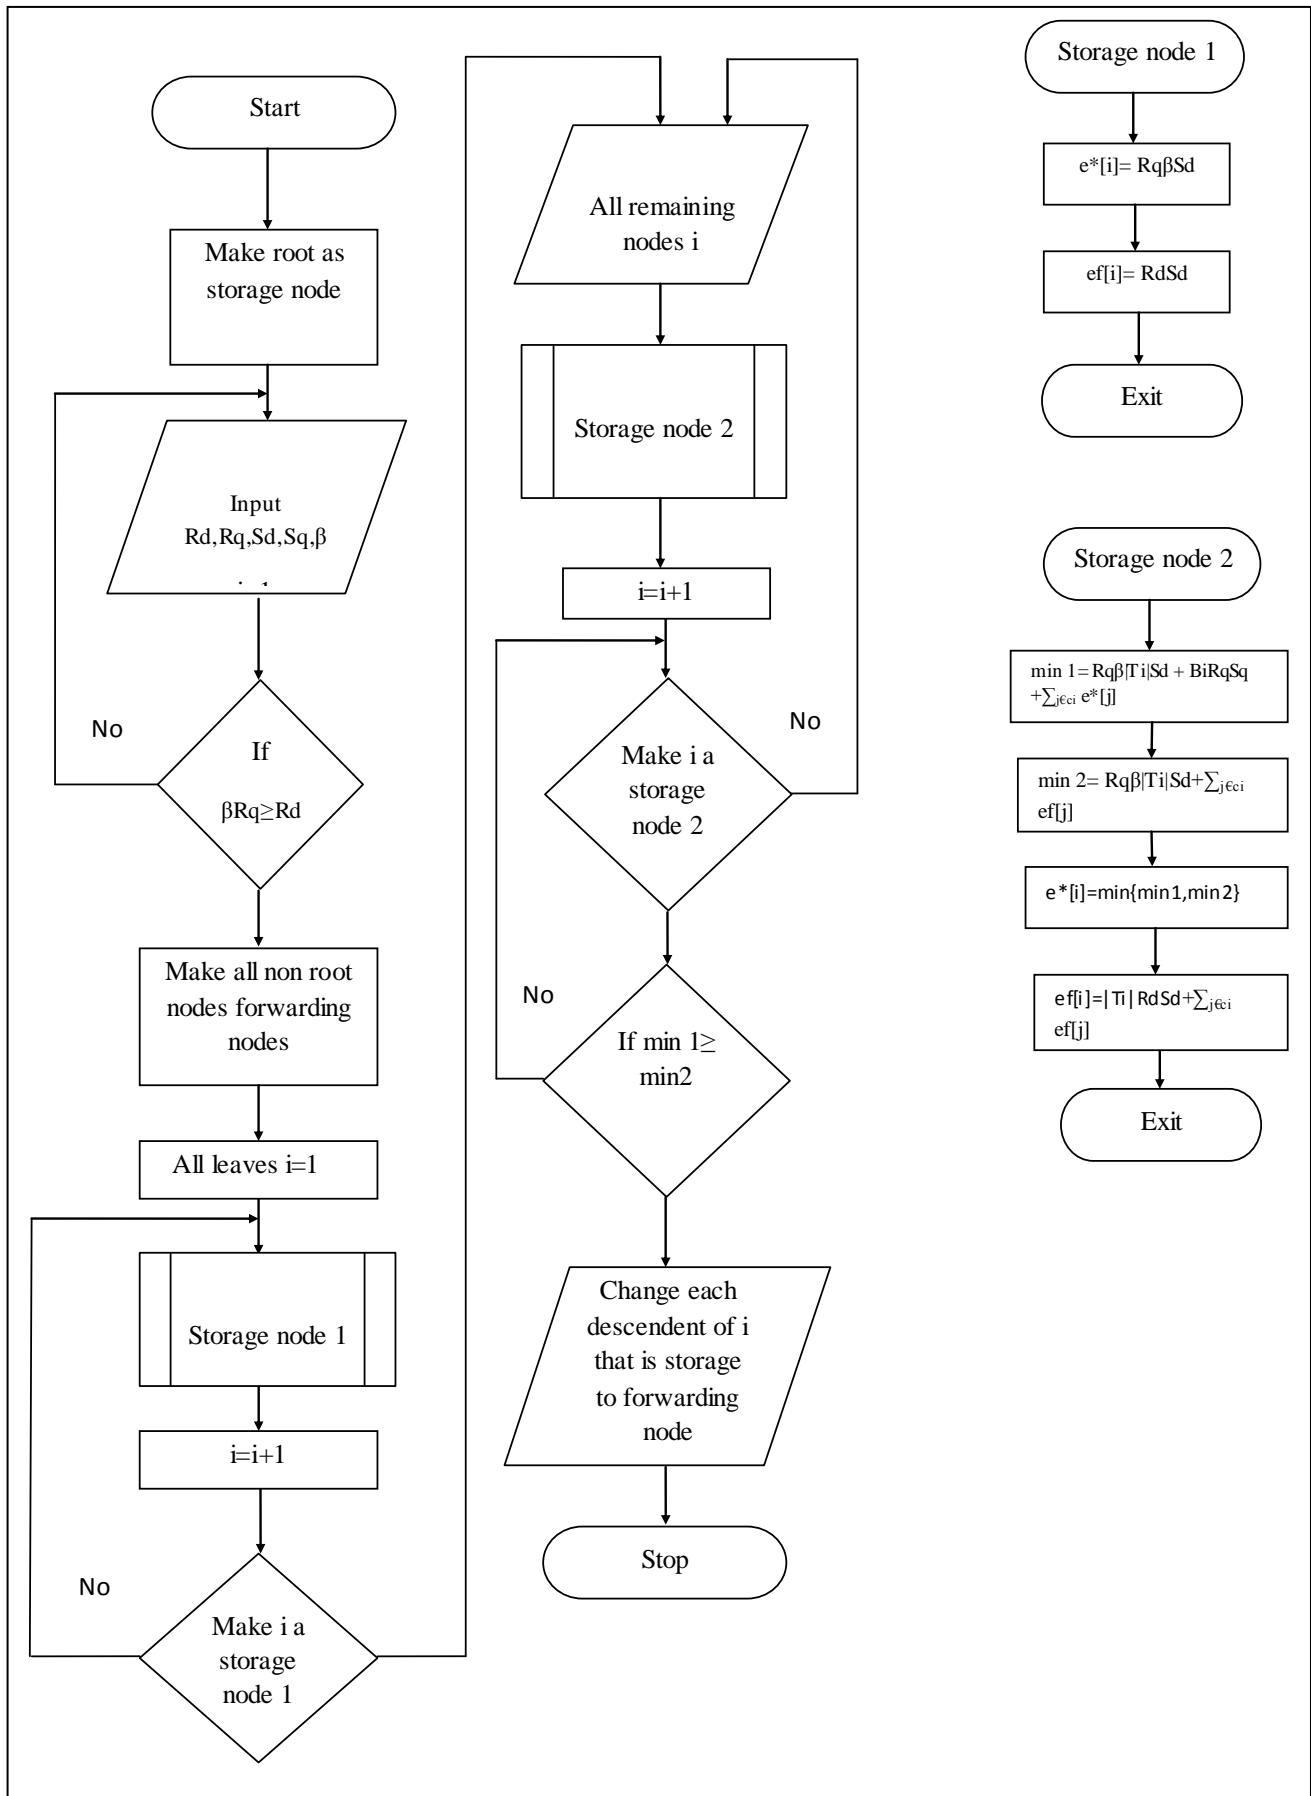 Start
Make root as
storage node
Input
Rd,Rq,Sd,Sq,β
No
If
βRq≥Rd
Make all non root
nodes forwarding
nodes
All leaves i=1
Storage node 1
i=i+1
No
Make i a
storage
node 1
All remaining
nodes i
Storage node 2
i=i+1
No
Make i a
storage
node 2
No
If min 1≥
min2
Change each
descendent of i
that is storage
to forwarding
node
Stop
Storage node 1
e*[i]= RqβSd
ef[i]= RdSd
Exit
Storage node 2
min 1= Rqβ|Ti|Sd + BiRqSq
+∑j€ci e*[j]
min 2= Rqβ|Ti|Sd+∑j€ci
ef[j]
e*[i]=min{min1,min2}
ef[i]=|Ti|RdSd+∑j€ci
ef[j]
Exit